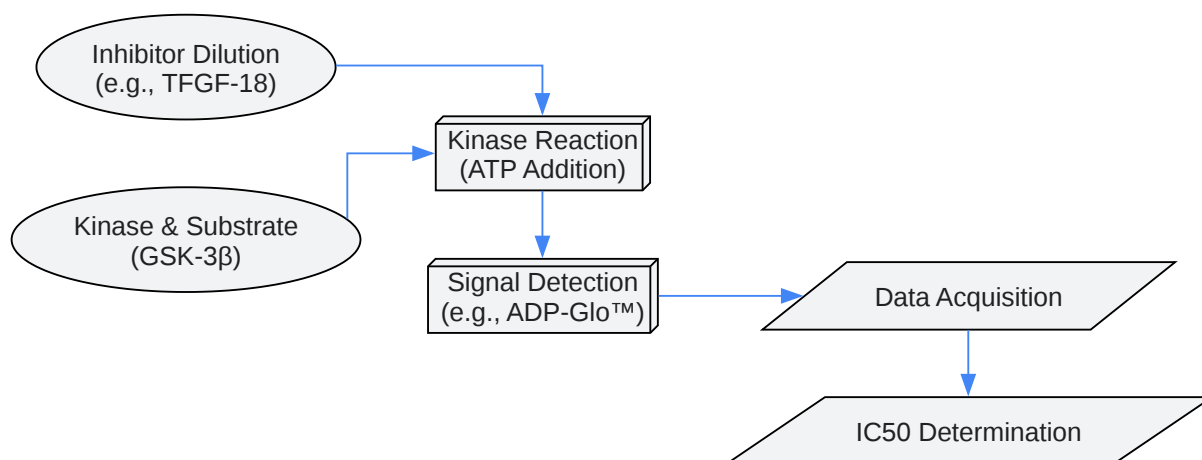 Inhibitor Dilution
(e.g., TFGF-18)
Kinase Reaction
(ATP Addition)
Kinase & Substrate
(GSK-3β)
Signal Detection
(e.g., ADP-Glo™)
Data Acquisition
IC50 Determination